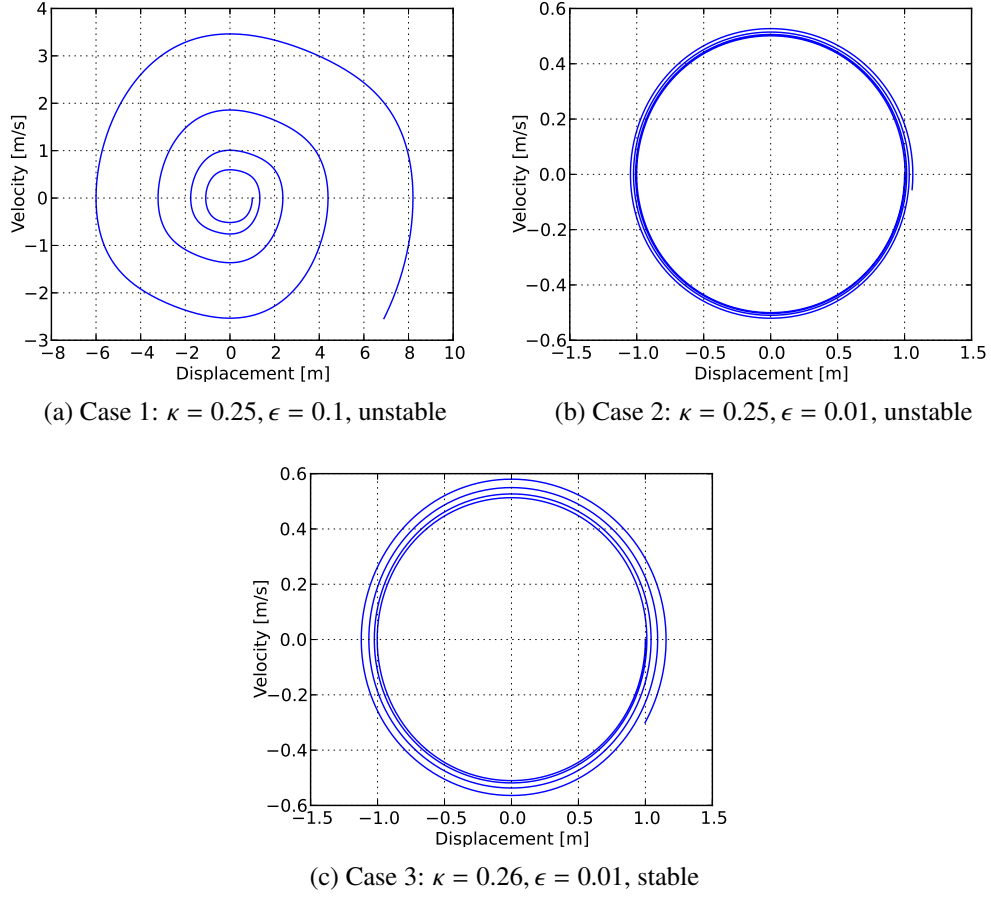 4
3
2
1
0
−1
−2
−3
−8 −6 −4 −2 0 2 4 6 8 10
Displacement [m]
Velocity [m/s]
(a) Case 1: κ = 0.25, ϵ = 0.1, unstable
0.6
0.4
0.2
0.0
−0.2
−0.4
−0.6
−1.5 −1.0 −0.5 0.0 0.5 1.0 1.5
Displacement [m]
Velocity [m/s]
(b) Case 2: κ = 0.25, ϵ = 0.01, unstable
0.6
0.4
0.2
0.0
−0.2
−0.4
−0.6
−1.5 −1.0 −0.5 0.0 0.5 1.0 1.5
Displacement [m]
Velocity [m/s]
(c) Case 3: κ = 0.26, ϵ = 0.01, stable